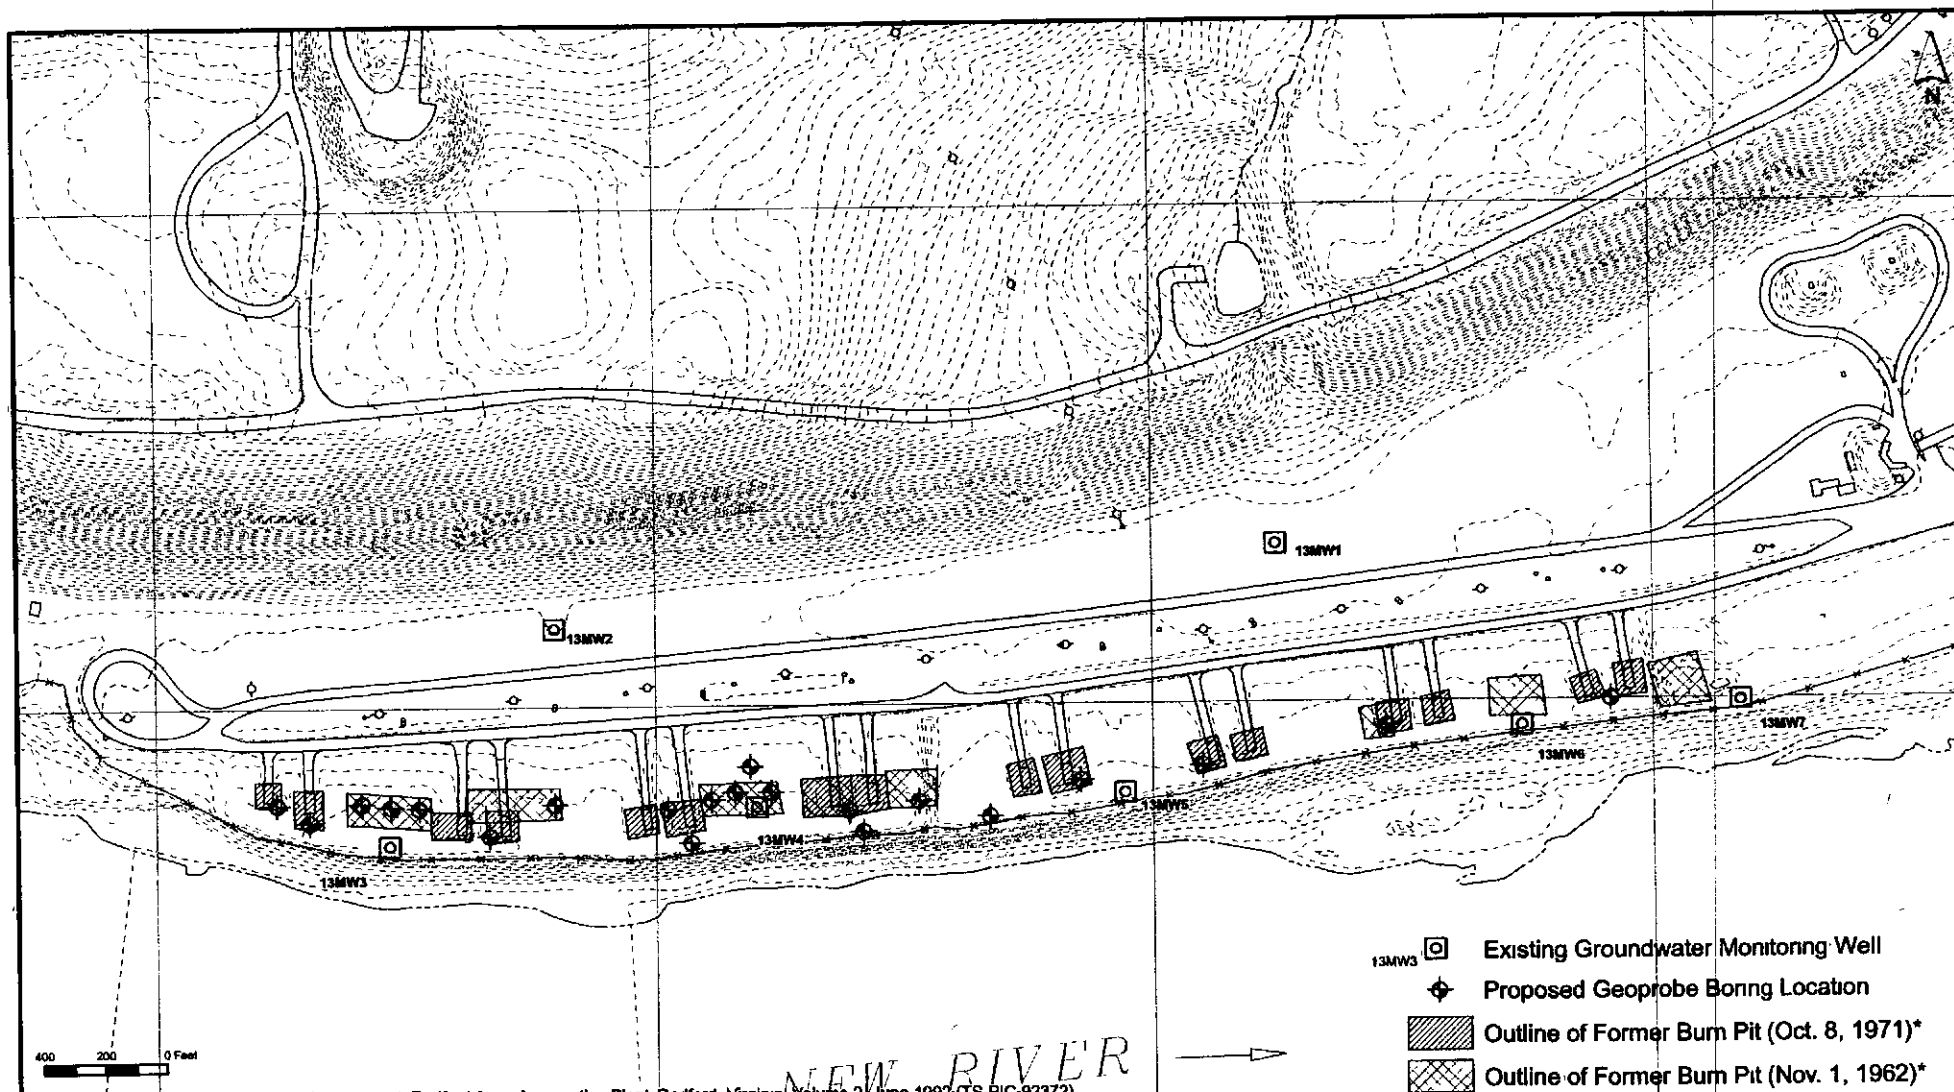 N
13MW1
13MW2
13MW7
13MW6
13MW5
13MW4
13MW3
13MW3 Existing Groundwater Monitoring Well
Proposed Geoprobe Boring Location
Outline of Former Burn Pit (Oct. 8, 1971)*
Outline of Former Burn Pit (Nov. 1, 1962)*
400 200 0 Feet
NEW RIVER